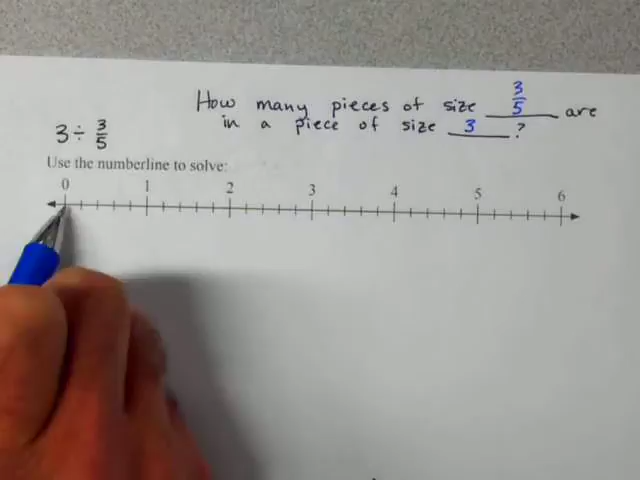 How many pieces of size 3/5 are
in a piece of size 3 ?
3 ÷ 3/5
Use the numberline to solve:
0 1 2 3 4 5 6